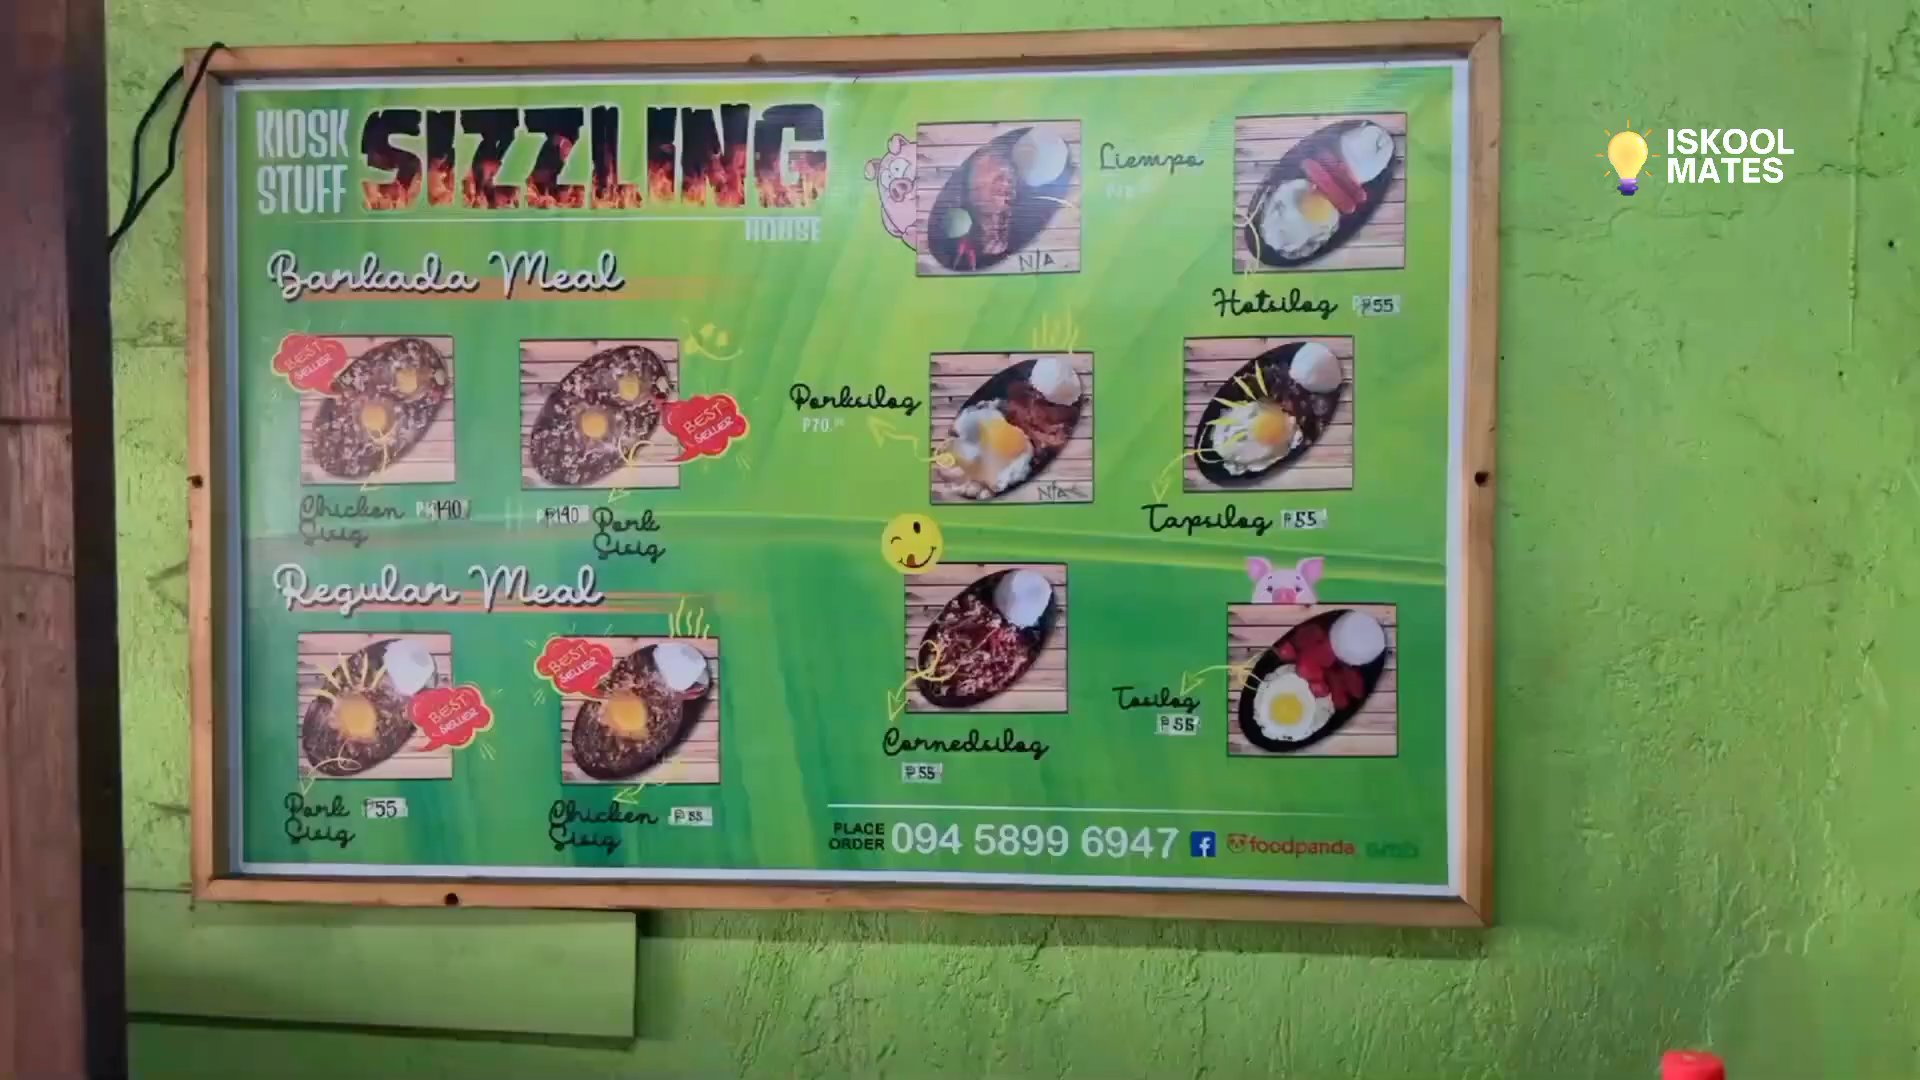 KIOSK
STUFF
SIZZLING
HOUSE
Barkada Meal
BEST
SELLER
Chicken
Sisig
₱140
BEST
SELLER
₱140
Pork
Sisig
Regular Meal
BEST
SELLER
Pork
Sisig
₱55
BEST
SELLER
Chicken
Sisig
₱55
Liempo
N/A
Hotsilog ₱55
Porksilog
₱70.00
N/A
Tapsilog ₱55
Cornedsilog
₱55
Tosilog
₱55
PLACE
ORDER
094 5899 6947
foodpanda
ISKOOL
MATES